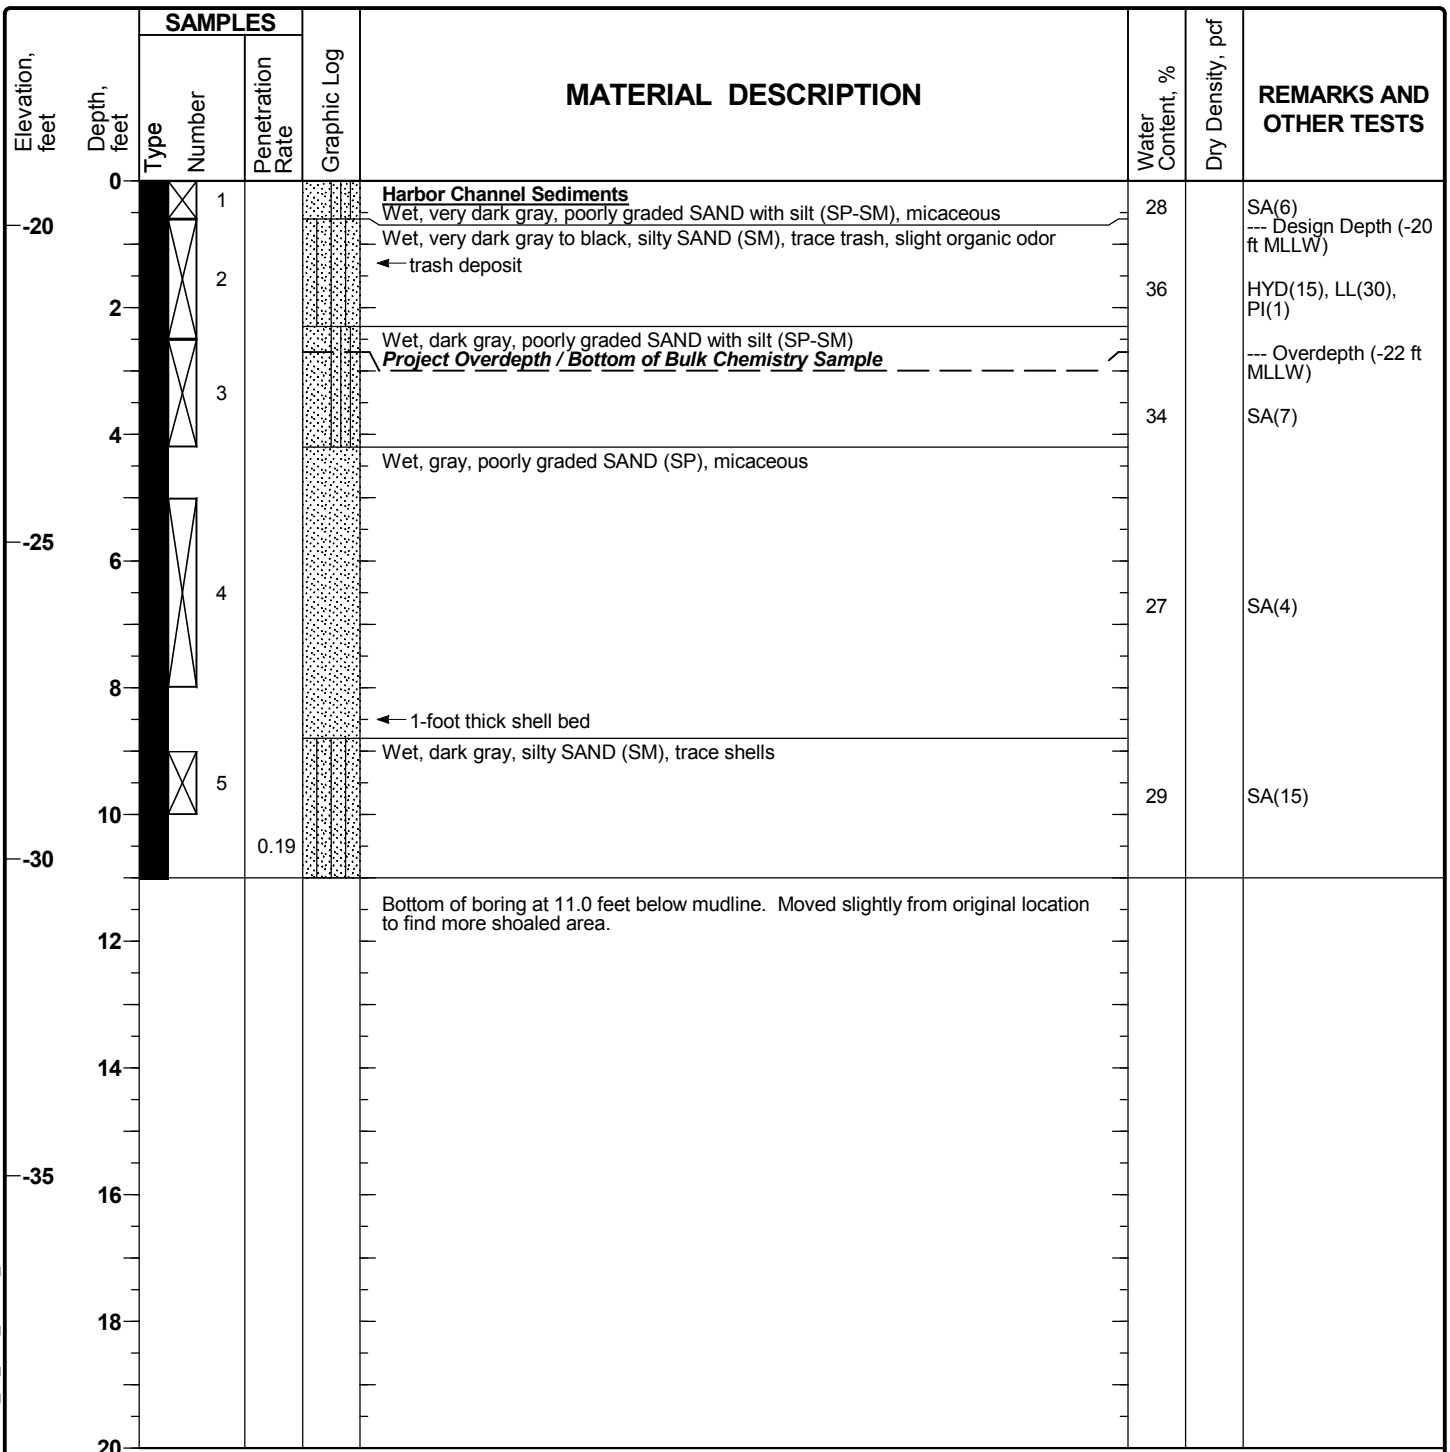 SAMPLES
Elevation,
feet
Depth,
feet
Type
Number
Penetration
Rate
Graphic Log
MATERIAL DESCRIPTION
Water
Content, %
Dry Density, pcf
REMARKS AND
OTHER TESTS
0
1
Harbor Channel Sediments
Wet, very dark gray, poorly graded SAND with silt (SP-SM), micaceous
28
SA(6)
-20
--- Design Depth (-20
ft MLLW)
Wet, very dark gray to black, silty SAND (SM), trace trash, slight organic odor
trash deposit
2
36
HYD(15), LL(30),
PI(1)
2
Wet, dark gray, poorly graded SAND with silt (SP-SM)
Project Overdepth / Bottom of Bulk Chemistry Sample
--- Overdepth (-22 ft
MLLW)
3
34
SA(7)
4
Wet, gray, poorly graded SAND (SP), micaceous
-25
6
4
27
SA(4)
8
1-foot thick shell bed
Wet, dark gray, silty SAND (SM), trace shells
5
29
SA(15)
10
0.19
-30
Bottom of boring at 11.0 feet below mudline. Moved slightly from original location
to find more shoaled area.
12
14
-35
16
18
20